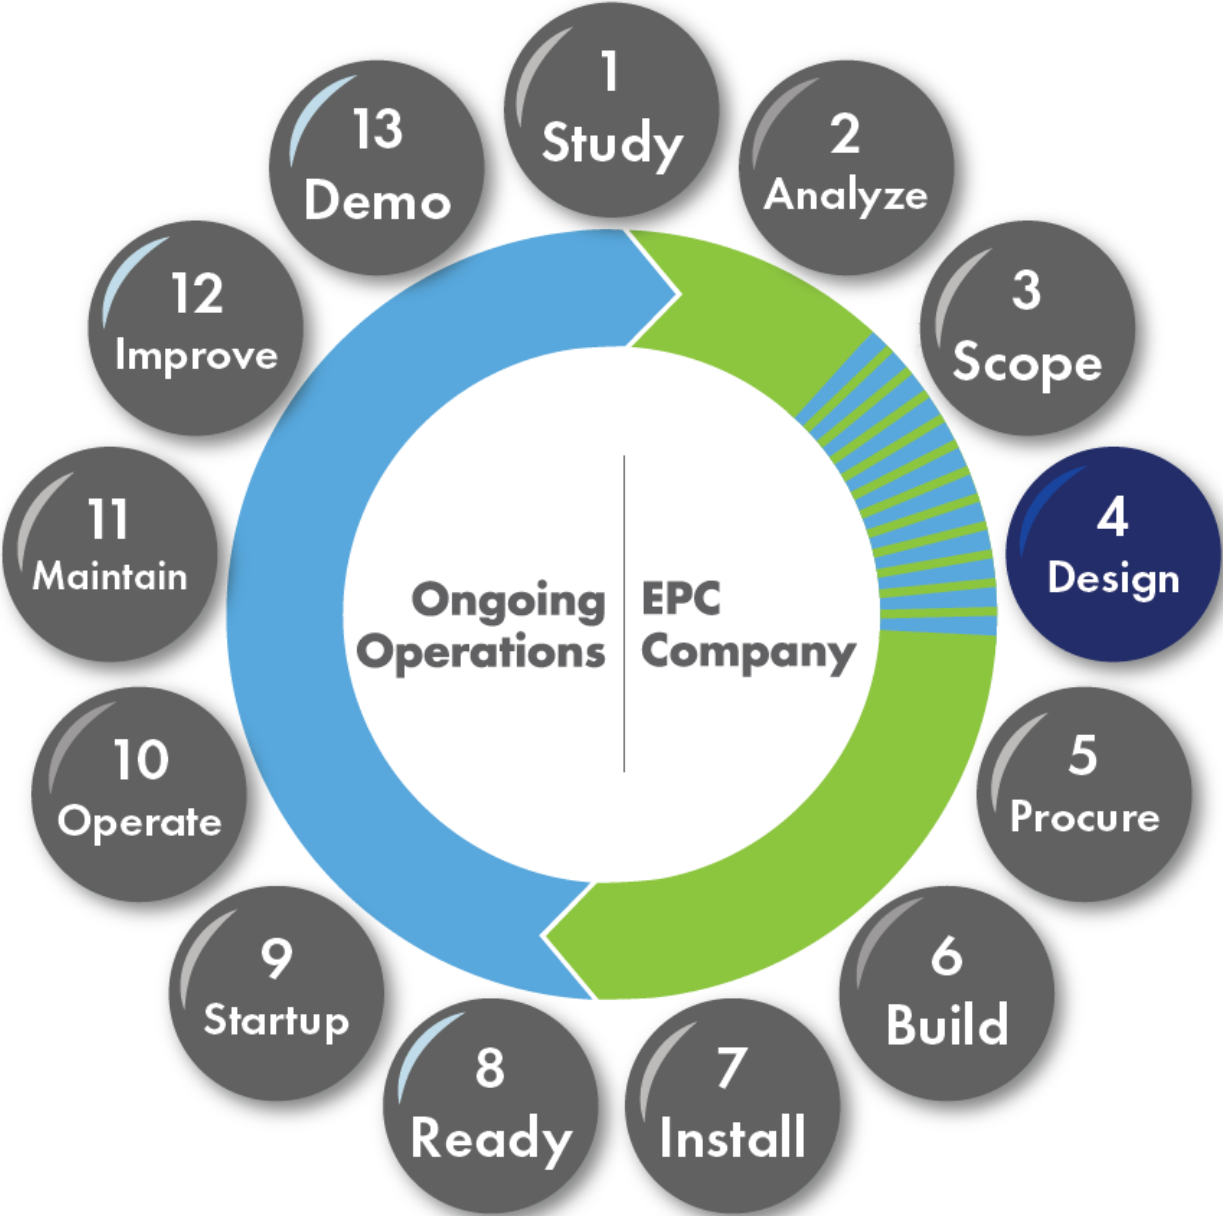 1
Study
2
Analyze
3
Scope
4
Design
5
Procure
6
Build
7
Install
8
Ready
9
Startup
10
Operate
11
Maintain
12
Improve
13
Demo
Ongoing
Operations
EPC
Company